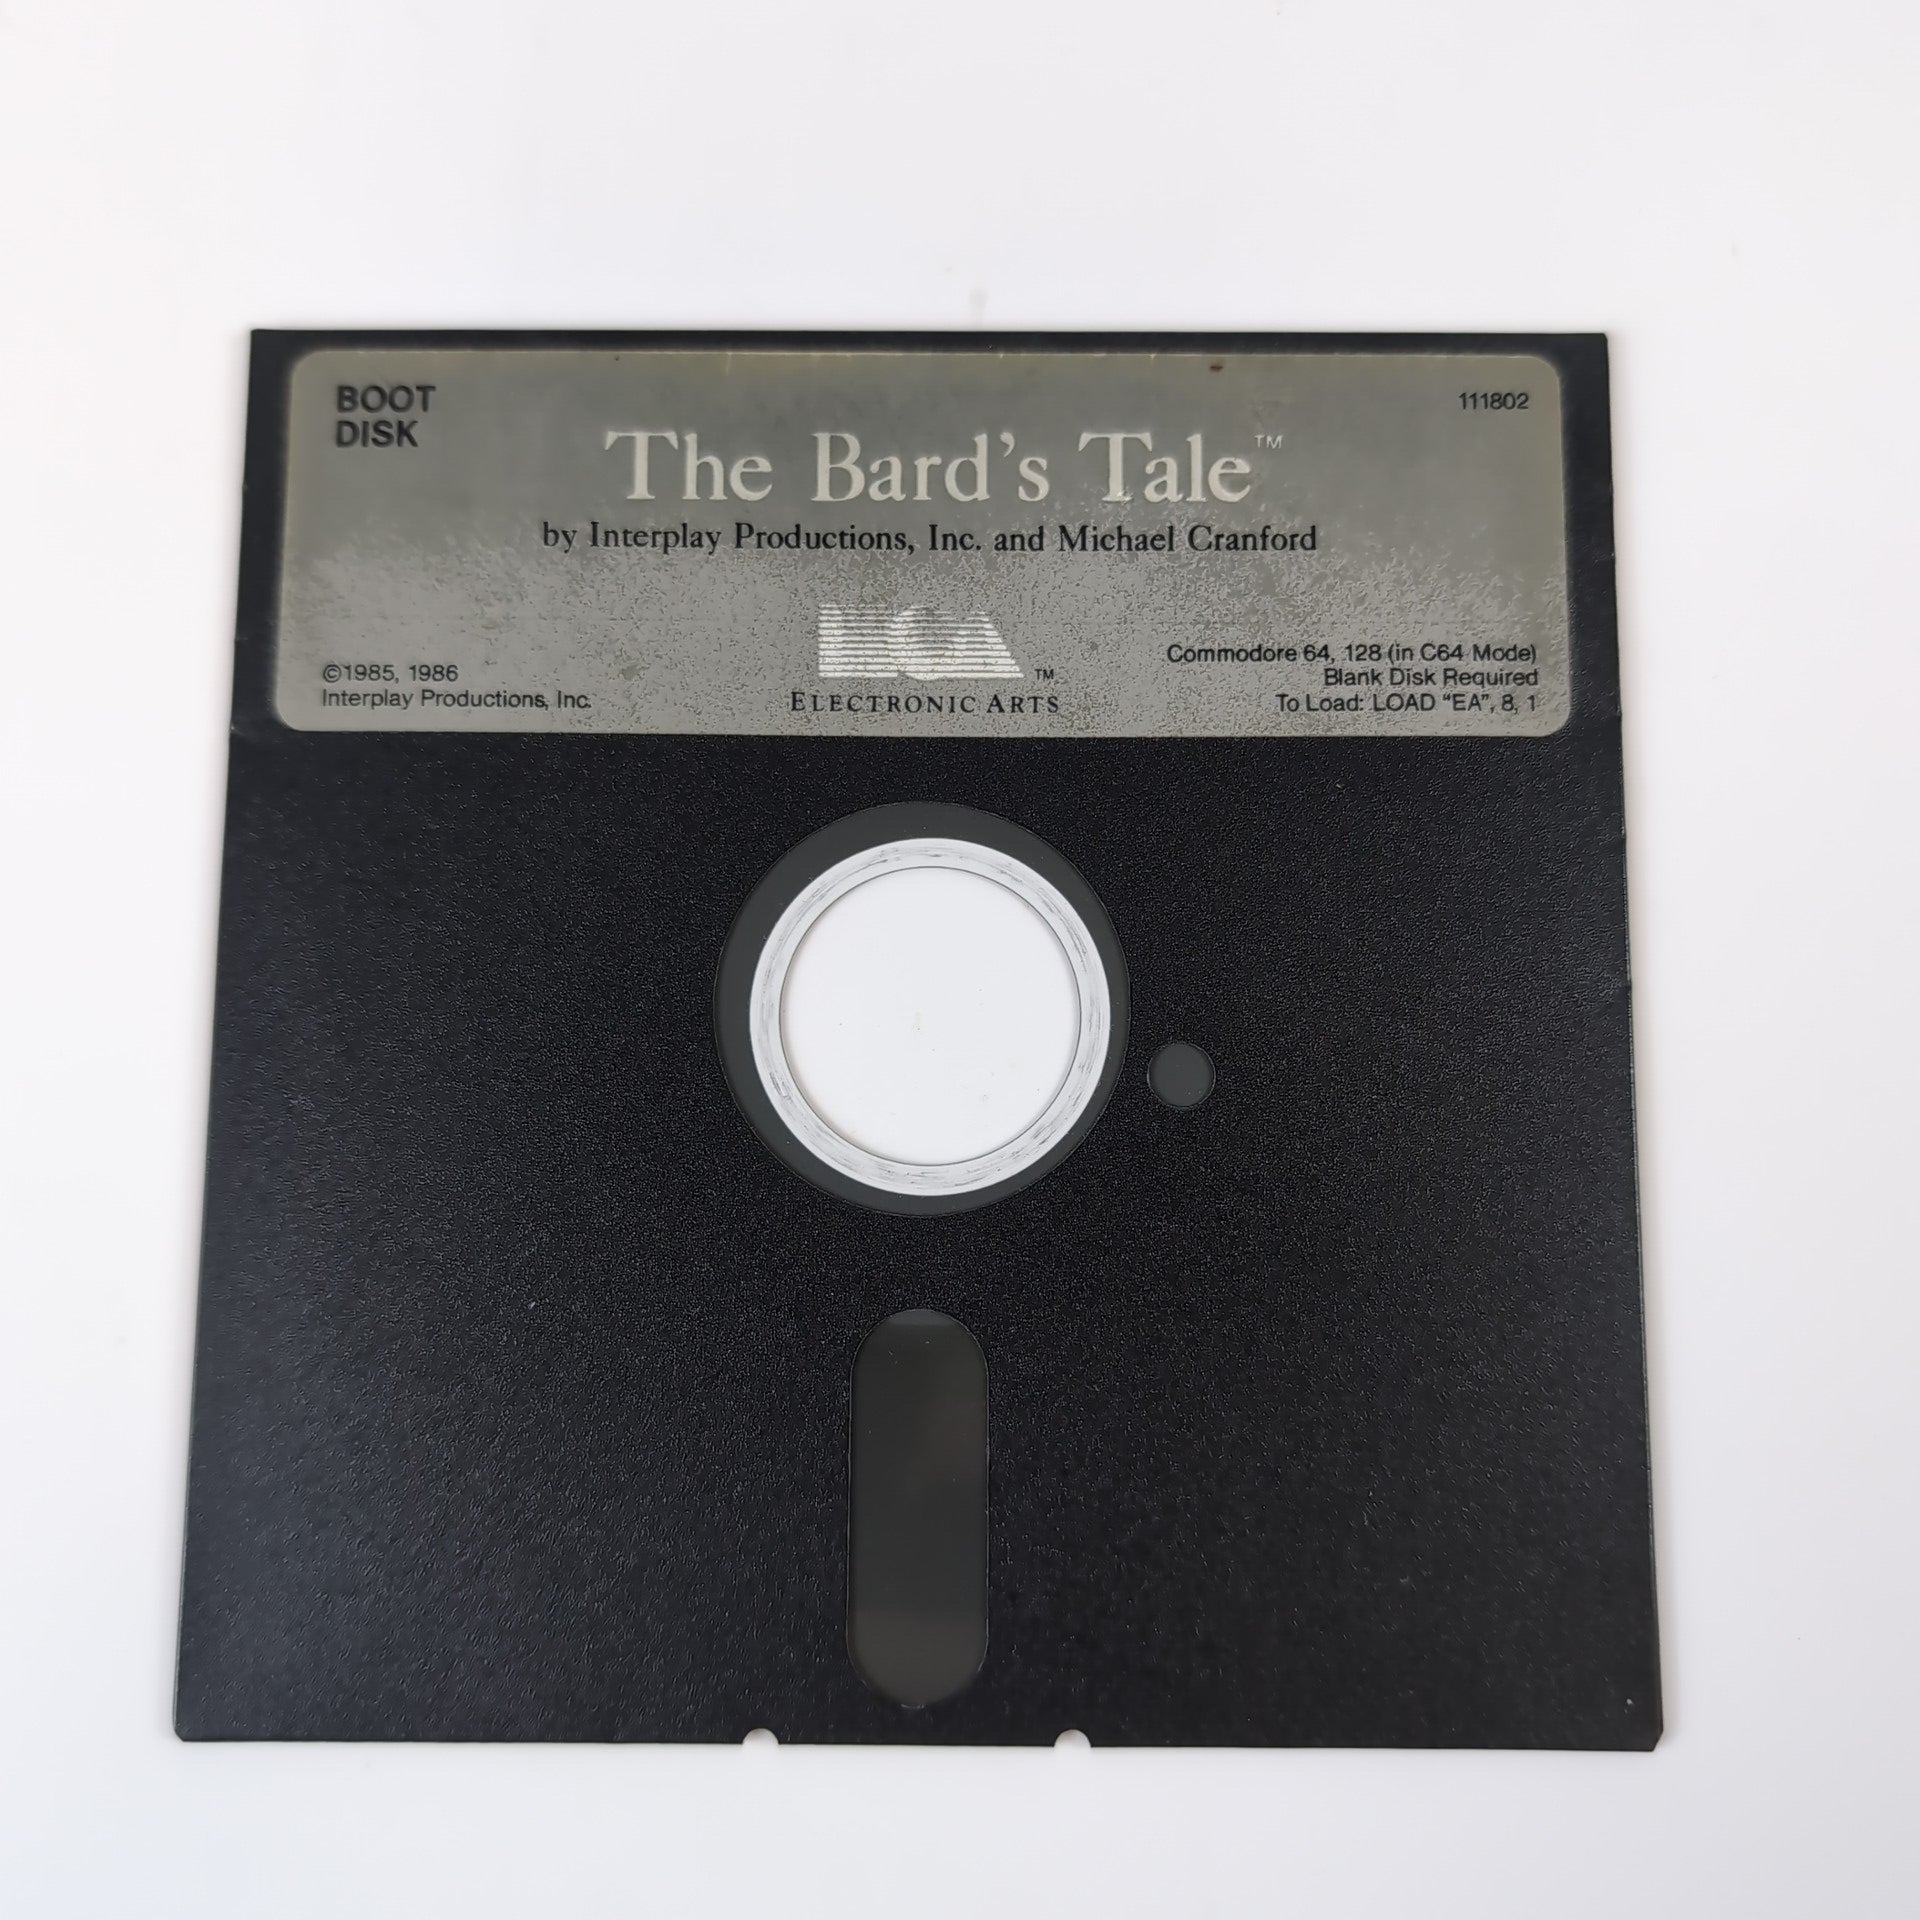 BOOT
DISK
111802
The Bard's Tale™
by Interplay Productions, Inc. and Michael Cranford
©1985, 1986
Interplay Productions, Inc.
™
ELECTRONIC ARTS
Commodore 64, 128 (in C64 Mode)
Blank Disk Required
To Load: LOAD “EA”, 8, 1